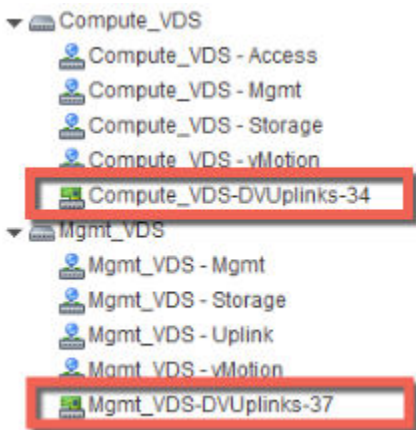 Compute_VDS
Compute_VDS - Access
Compute_VDS - Mgmt
Compute_VDS - Storage
Compute_VDS - vMotion
Compute_VDS-DVUplinks-34
Mgmt_VDS
Mgmt_VDS - Mgmt
Mgmt_VDS - Storage
Mgmt_VDS - Uplink
Mgmt_VDS - vMotion
Mgmt_VDS-DVUplinks-37